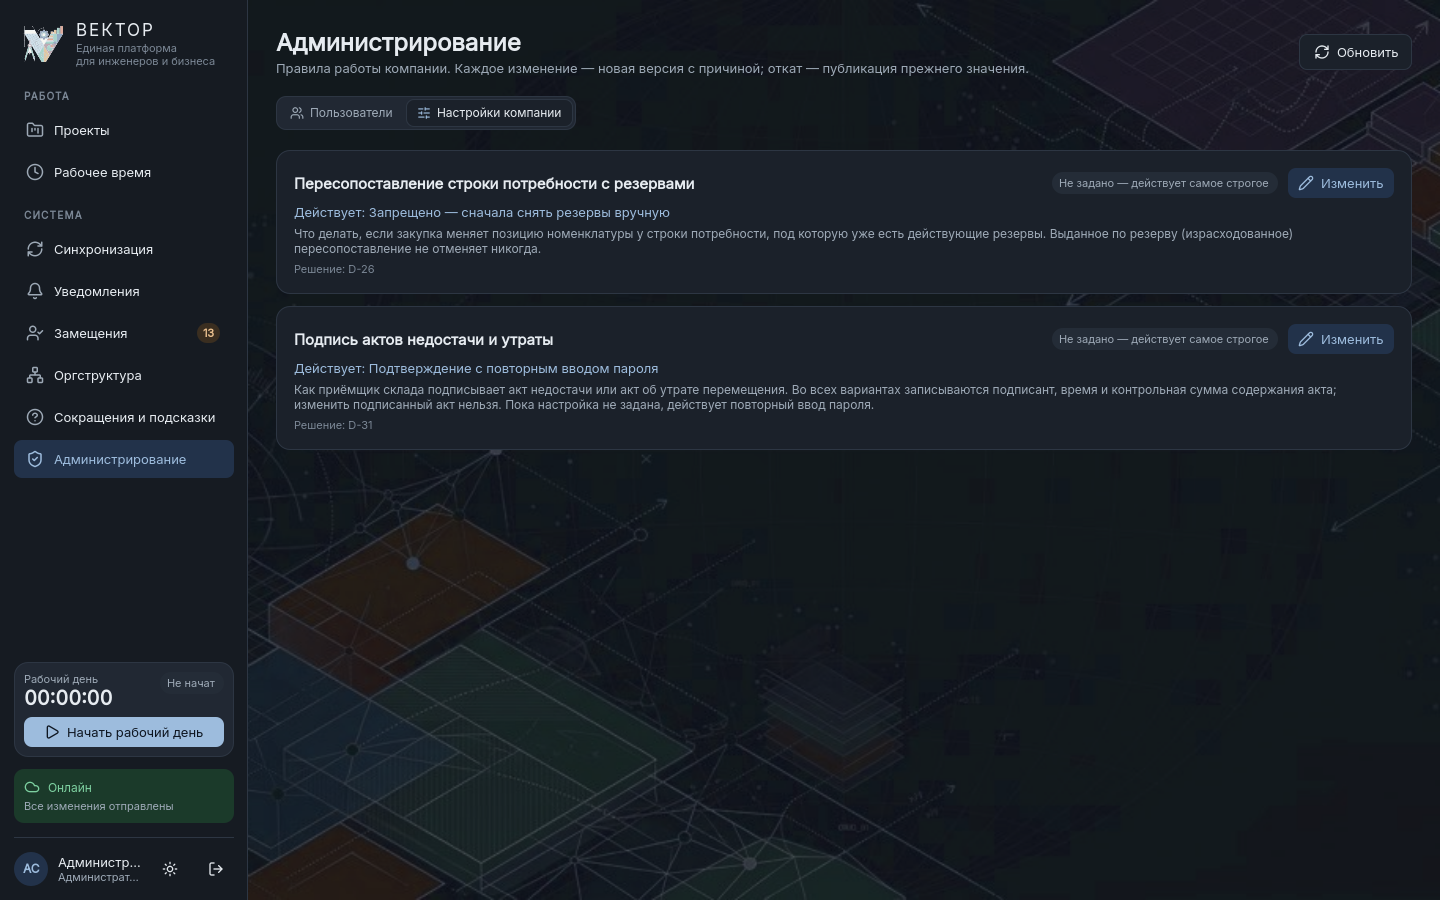 ВЕКТОР
Единая платформа
для инженеров и бизнеса
РАБОТА
Проекты
Рабочее время
СИСТЕМА
Синхронизация
Уведомления
Замещения 13
Оргструктура
Сокращения и подсказки
Администрирование
Рабочий день
Не начат
00:00:00
Начать рабочий день
Онлайн
Все изменения отправлены
АС
Администр...
Администрат...
Администрирование
Правила работы компании. Каждое изменение — новая версия с причиной; откат — публикация прежнего значения.
Обновить
Пользователи
Настройки компании
Пересопоставление строки потребности с резервами
Не задано — действует самое строгое
Изменить
Действует: Запрещено — сначала снять резервы вручную
Что делать, если закупка меняет позицию номенклатуры у строки потребности, под которую уже есть действующие резервы. Выданное по резерву (израсходованное)
пересопоставление не отменяет никогда.
Решение: D-26
Подпись актов недостачи и утраты
Не задано — действует самое строгое
Изменить
Действует: Подтверждение с повторным вводом пароля
Как приёмщик склада подписывает акт недостачи или акт об утрате перемещения. Во всех вариантах записываются подписант, время и контрольная сумма содержания акта;
изменить подписанный акт нельзя. Пока настройка не задана, действует повторный ввод пароля.
Решение: D-31